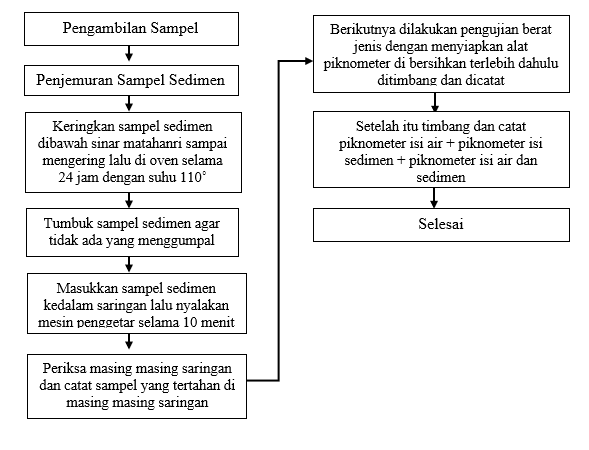 Pengambilan Sampel
Penjemuran Sampel Sedimen
Keringkan sampel sedimen
dibawah sinar matahanri sampai
mengering lalu di oven selama
24 jam dengan suhu 110°
Tumbuk sampel sedimen agar
tidak ada yang menggumpal
Masukkan sampel sedimen
kedalam saringan lalu nyalakan
mesin penggetar selama 10 menit
Periksa masing masing saringan
dan catat sampel yang tertahan di
masing masing saringan
Berikutnya dilakukan pengujian berat
jenis dengan menyiapkan alat
piknometer di bersihkan terlebih dahulu
ditimbang dan dicatat
Setelah itu timbang dan catat
piknometer isi air + piknometer isi
sedimen + piknometer isi air dan
sedimen
Selesai